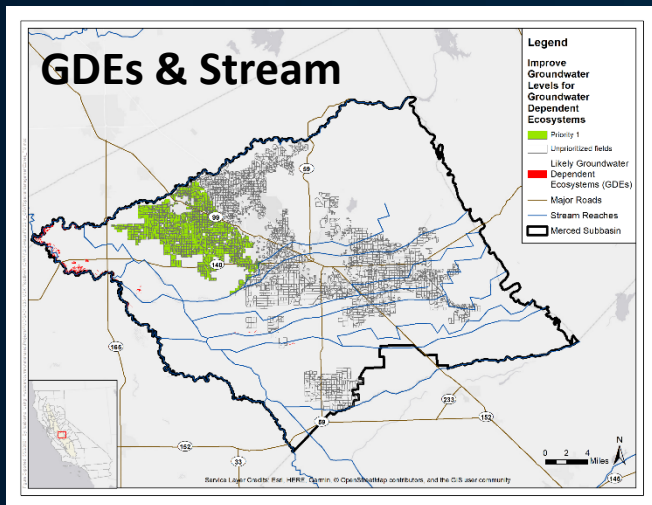 GDEs & Stream
Legend
Improve
Groundwater
Levels for
Groundwater
Dependent
Ecosystems
Priority 1
Unprioritized fields
Likely Groundwater
Dependent
Ecosystems (GDEs)
Major Roads
Stream Reaches
Merced Subbasin
59
99
140
165
152
33
59
233
152
N
0 2 4
Miles
Service Layer Credits: Esri, HERE, Garmin, © OpenStreetMap contributors, and the GIS user community